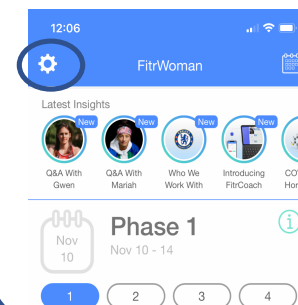 12:06
FitrWoman
Latest Insights
New New New New
Q&A With Gwen
Q&A With Mariah
Who We Work With
Introducing FitrCoach
Nov 10
Phase 1
Nov 10 - 14
1 2 3 4